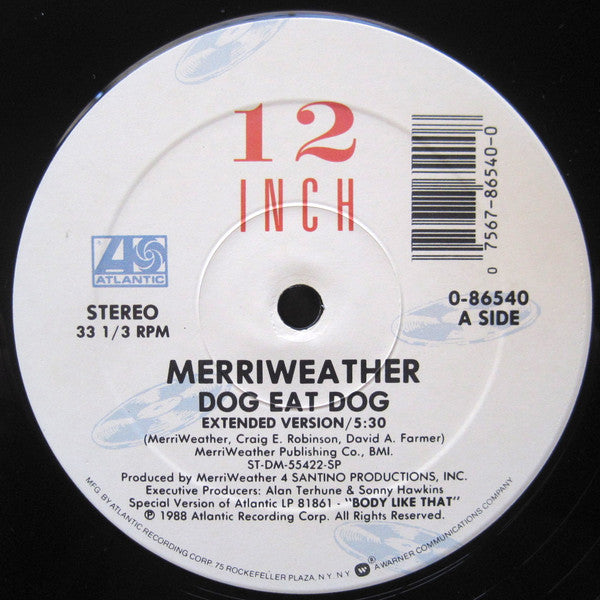 12
INCH
0 7567-86540-0
ATLANTIC
STEREO
33 1/3 RPM
0-86540
A SIDE
MERRIWEATHER
DOG EAT DOG
EXTENDED VERSION/5:30
(MerriWeather, Craig E. Robinson, David A. Farmer)
MerriWeather Publishing Co., BMI.
ST-DM-55422-SP
Produced by MerriWeather 4 SANTINO PRODUCTIONS, INC.
Executive Producers: Alan Terhune & Sonny Hawkins
Special Version of Atlantic LP 81861 - "BODY LIKE THAT"
℗ 1988 Atlantic Recording Corp. All Rights Reserved.
MFG. BY ATLANTIC RECORDING CORP. 75 ROCKEFELLER PLAZA, N.Y. N.Y. ® A WARNER COMMUNICATIONS COMPANY